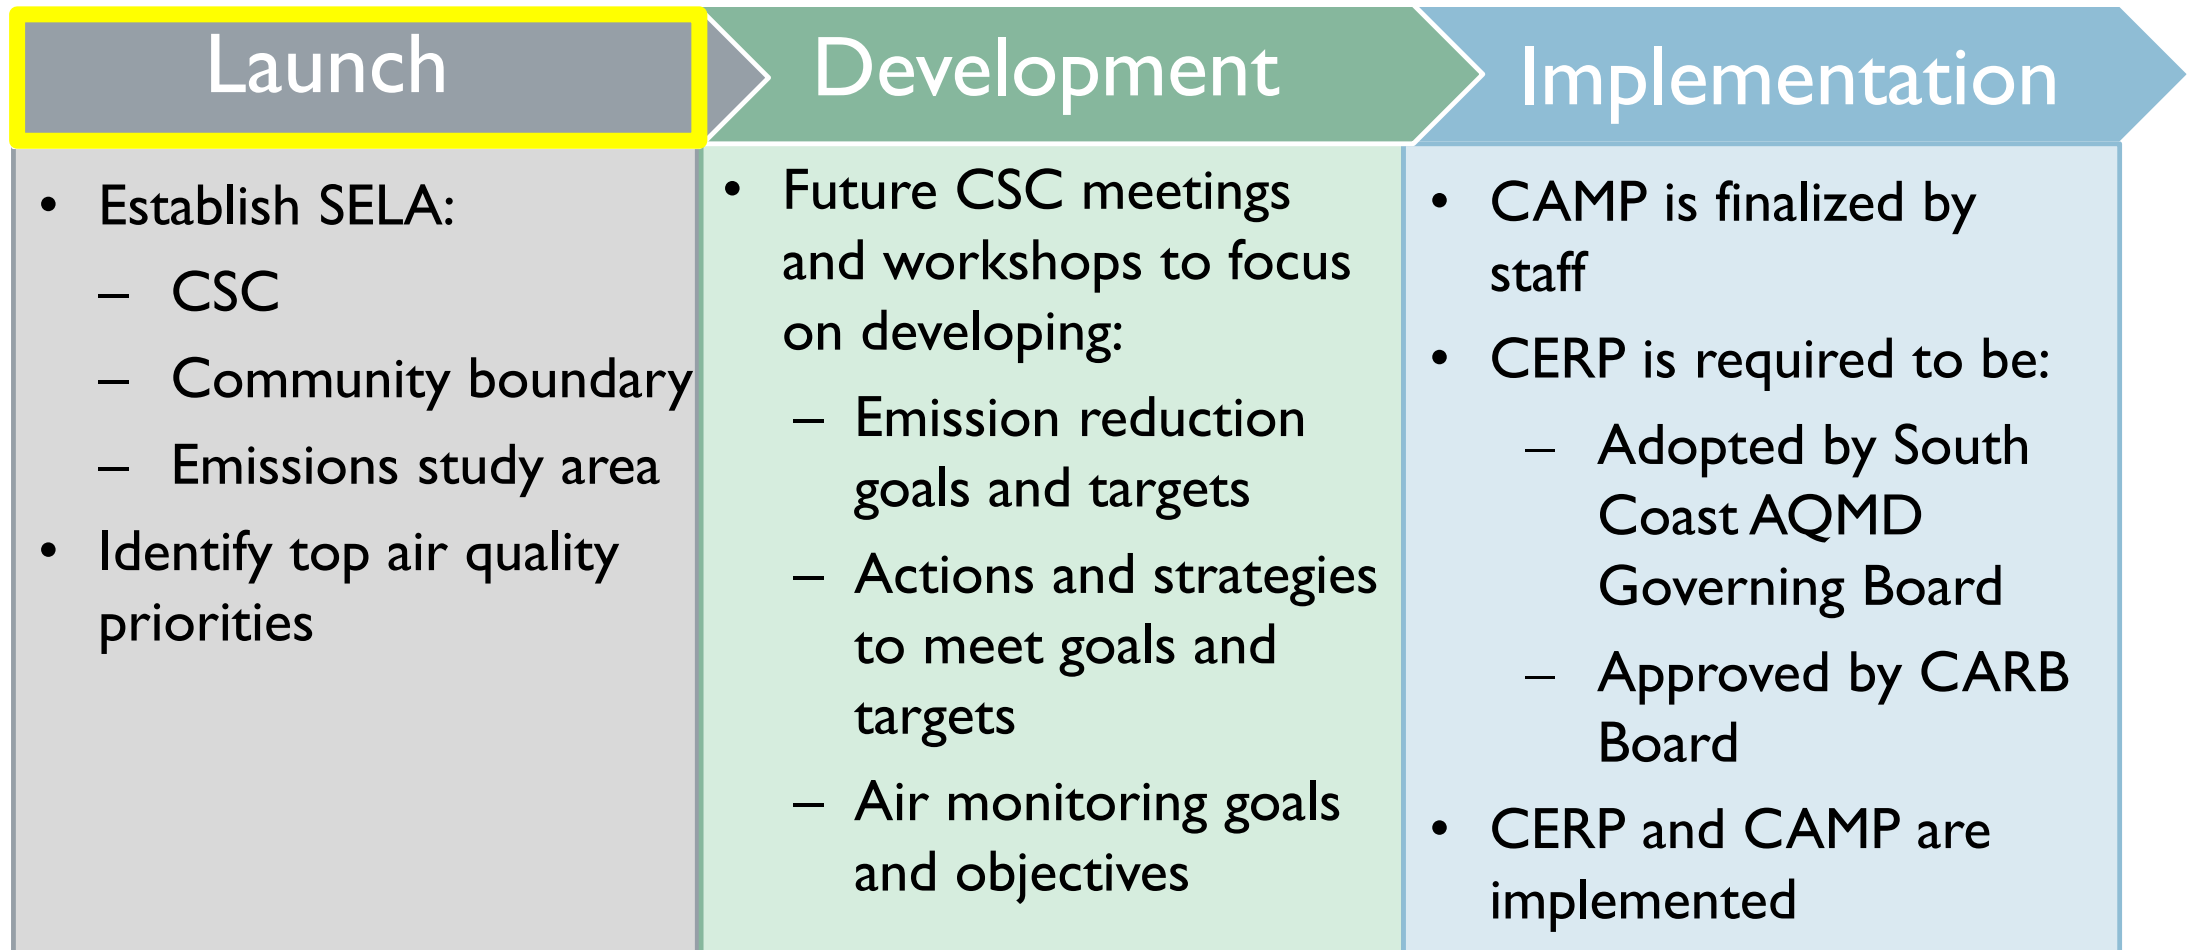 Launch
Development
Implementation
• Establish SELA:
– CSC
– Community boundary
– Emissions study area
• Identify top air quality
priorities
• Future CSC meetings
and workshops to focus
on developing:
– Emission reduction
goals and targets
– Actions and strategies
to meet goals and
targets
– Air monitoring goals
and objectives
• CAMP is finalized by
staff
• CERP is required to be:
– Adopted by South
Coast AQMD
Governing Board
– Approved by CARB
Board
• CERP and CAMP are
implemented